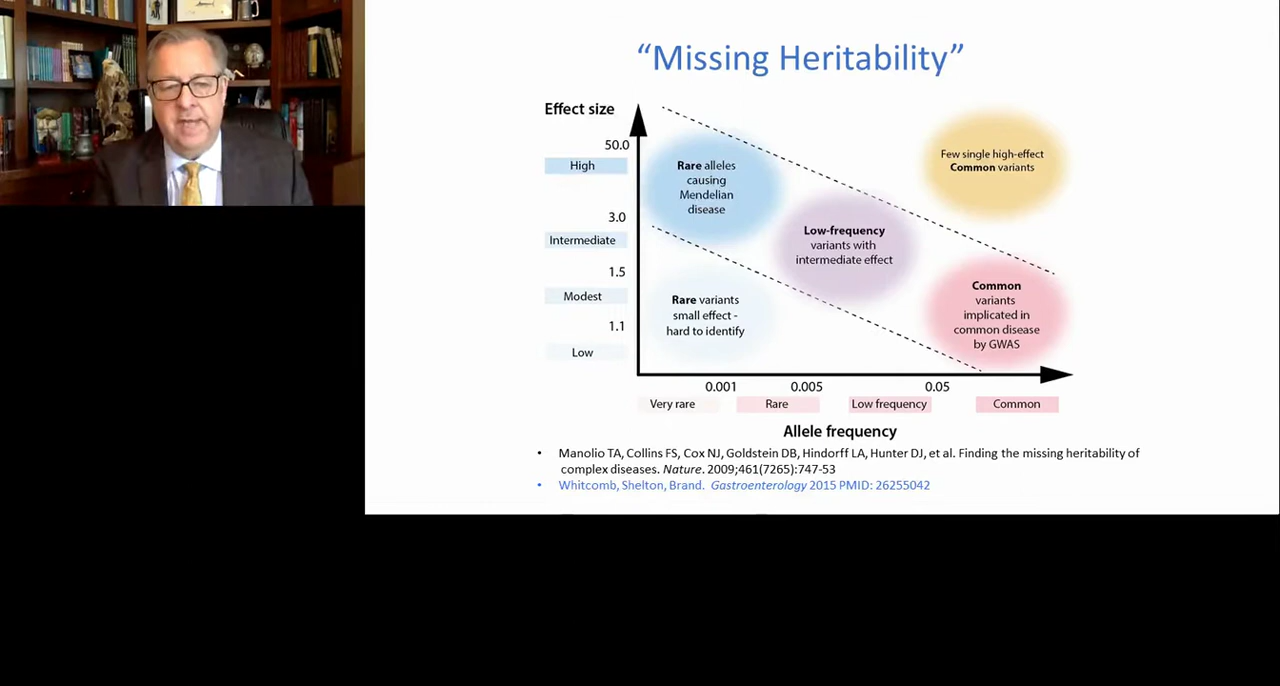 “Missing Heritability”
Effect size
50.0
High
3.0
Intermediate
1.5
Modest
1.1
Low
Rare alleles
causing
Mendelian
disease
Low-frequency
variants with
intermediate effect
Few single high-effect
Common variants
Rare variants
small effect -
hard to identify
Common
variants
implicated in
common disease
by GWAS
0.001
0.005
0.05
Very rare
Rare
Low frequency
Common
Allele frequency
• Manolio TA, Collins FS, Cox NJ, Goldstein DB, Hindorff LA, Hunter DJ, et al. Finding the missing heritability of
complex diseases. Nature. 2009;461(7265):747-53
• Whitcomb, Shelton, Brand. Gastroenterology 2015 PMID: 26255042